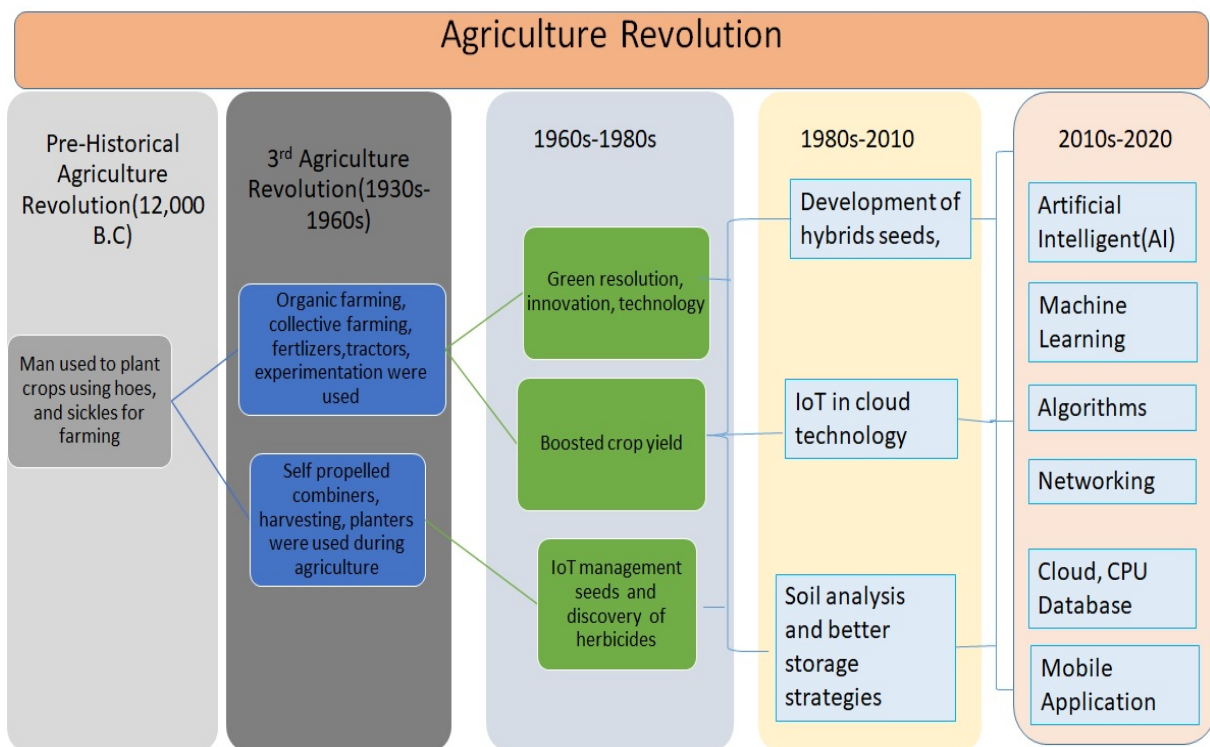 Agriculture Revolution
Pre-Historical
Agriculture
Revolution(12,000
B.C)
Man used to plant
crops using hoes,
and sickles for
farming
3rd Agriculture
Revolution(1930s-
1960s)
Organic farming,
collective farming,
fertlizers,tractors,
experimentation were
used
Self propelled
combiners,
harvesting, planters
were used during
agriculture
1960s-1980s
Green resolution,
innovation, technology
Boosted crop yield
IoT management
seeds and
discovery of
herbicides
1980s-2010
Development of
hybrids seeds,
IoT in cloud
technology
Soil analysis
and better
storage
strategies
2010s-2020
Artificial
Intelligent(AI)
Machine
Learning
Algorithms
Networking
Cloud, CPU
Database
Mobile
Application